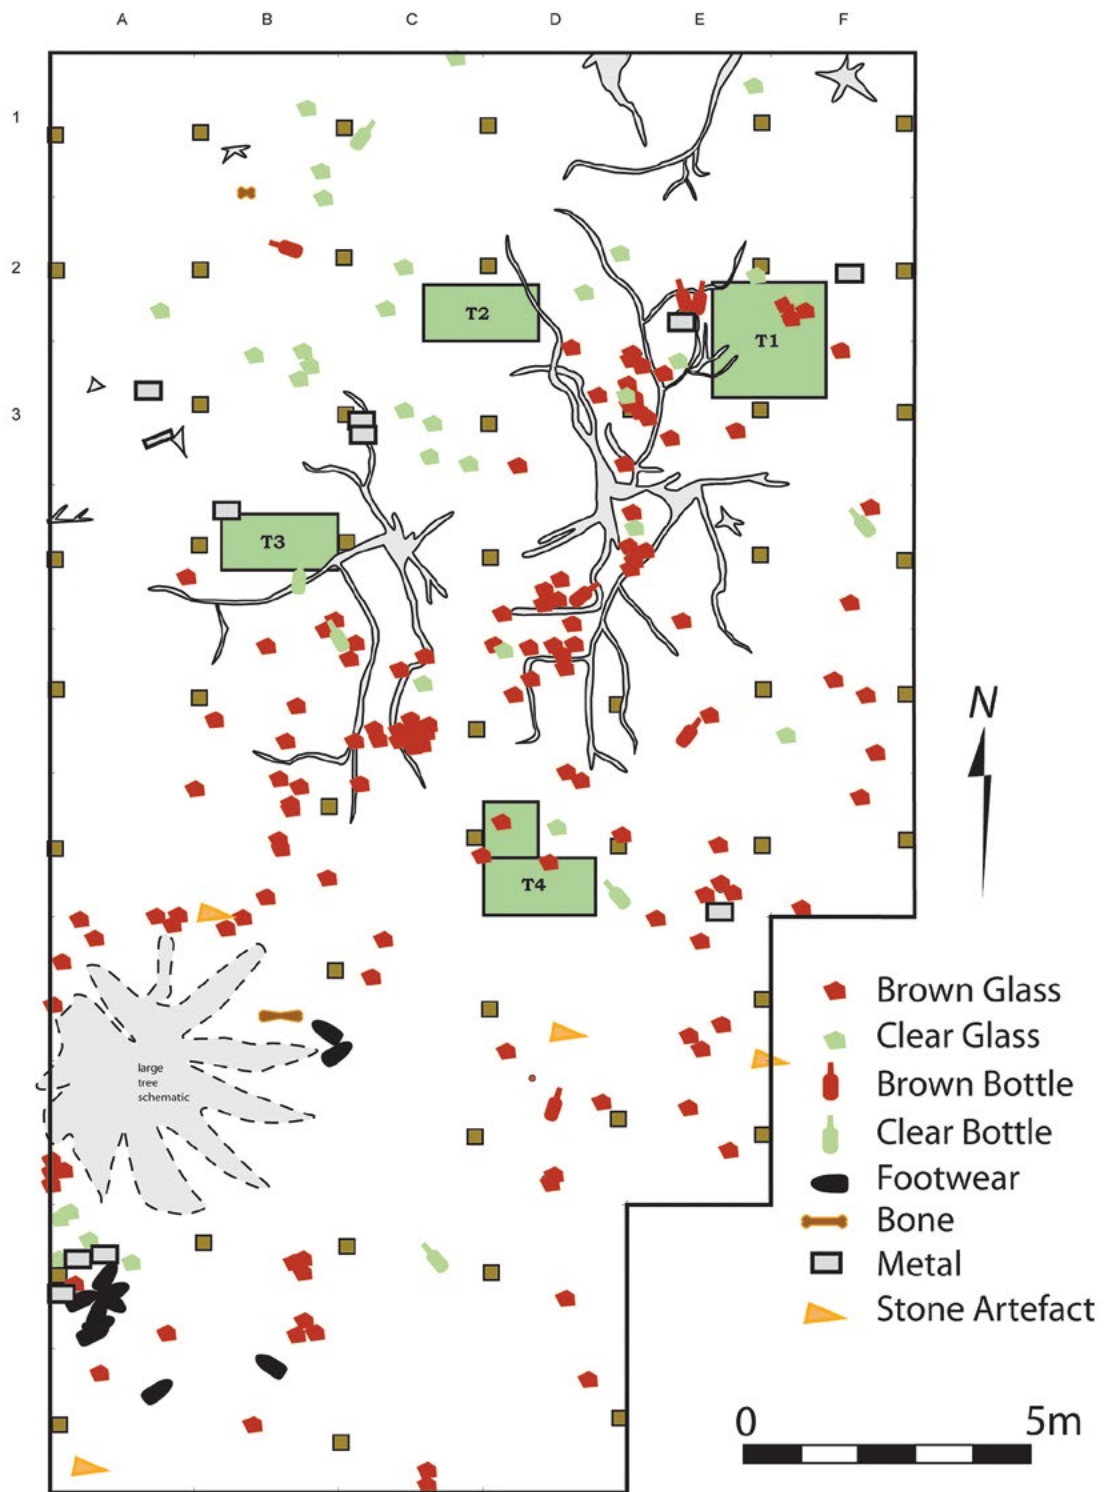 A B C D E F
1
2
3
T2
T1
T3
T4
N
large
tree
schematic
Brown Glass
Clear Glass
Brown Bottle
Clear Bottle
Footwear
Bone
Metal
Stone Artefact
0 5m